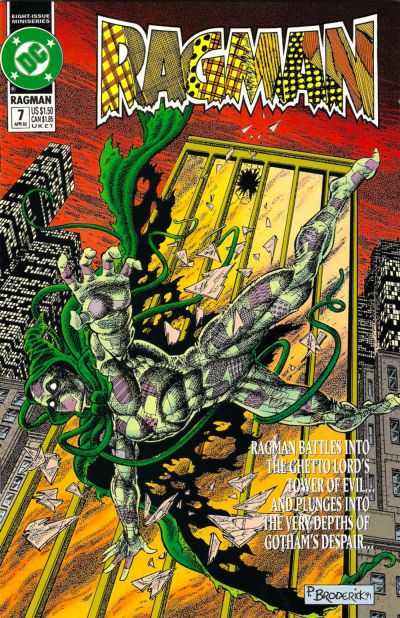 EIGHT-ISSUE
MINISERIES
DC
RAGMAN
RAGMAN
7
APR 92
US $1.50
CAN $1.85
UK £1
RAGMAN BATTLES INTO
THE GHETTO LORD'S
TOWER OF EVIL...
AND PLUNGES INTO
THE VERY DEPTHS OF
GOTHAM'S DESPAIR...
P. BRODERICK '91